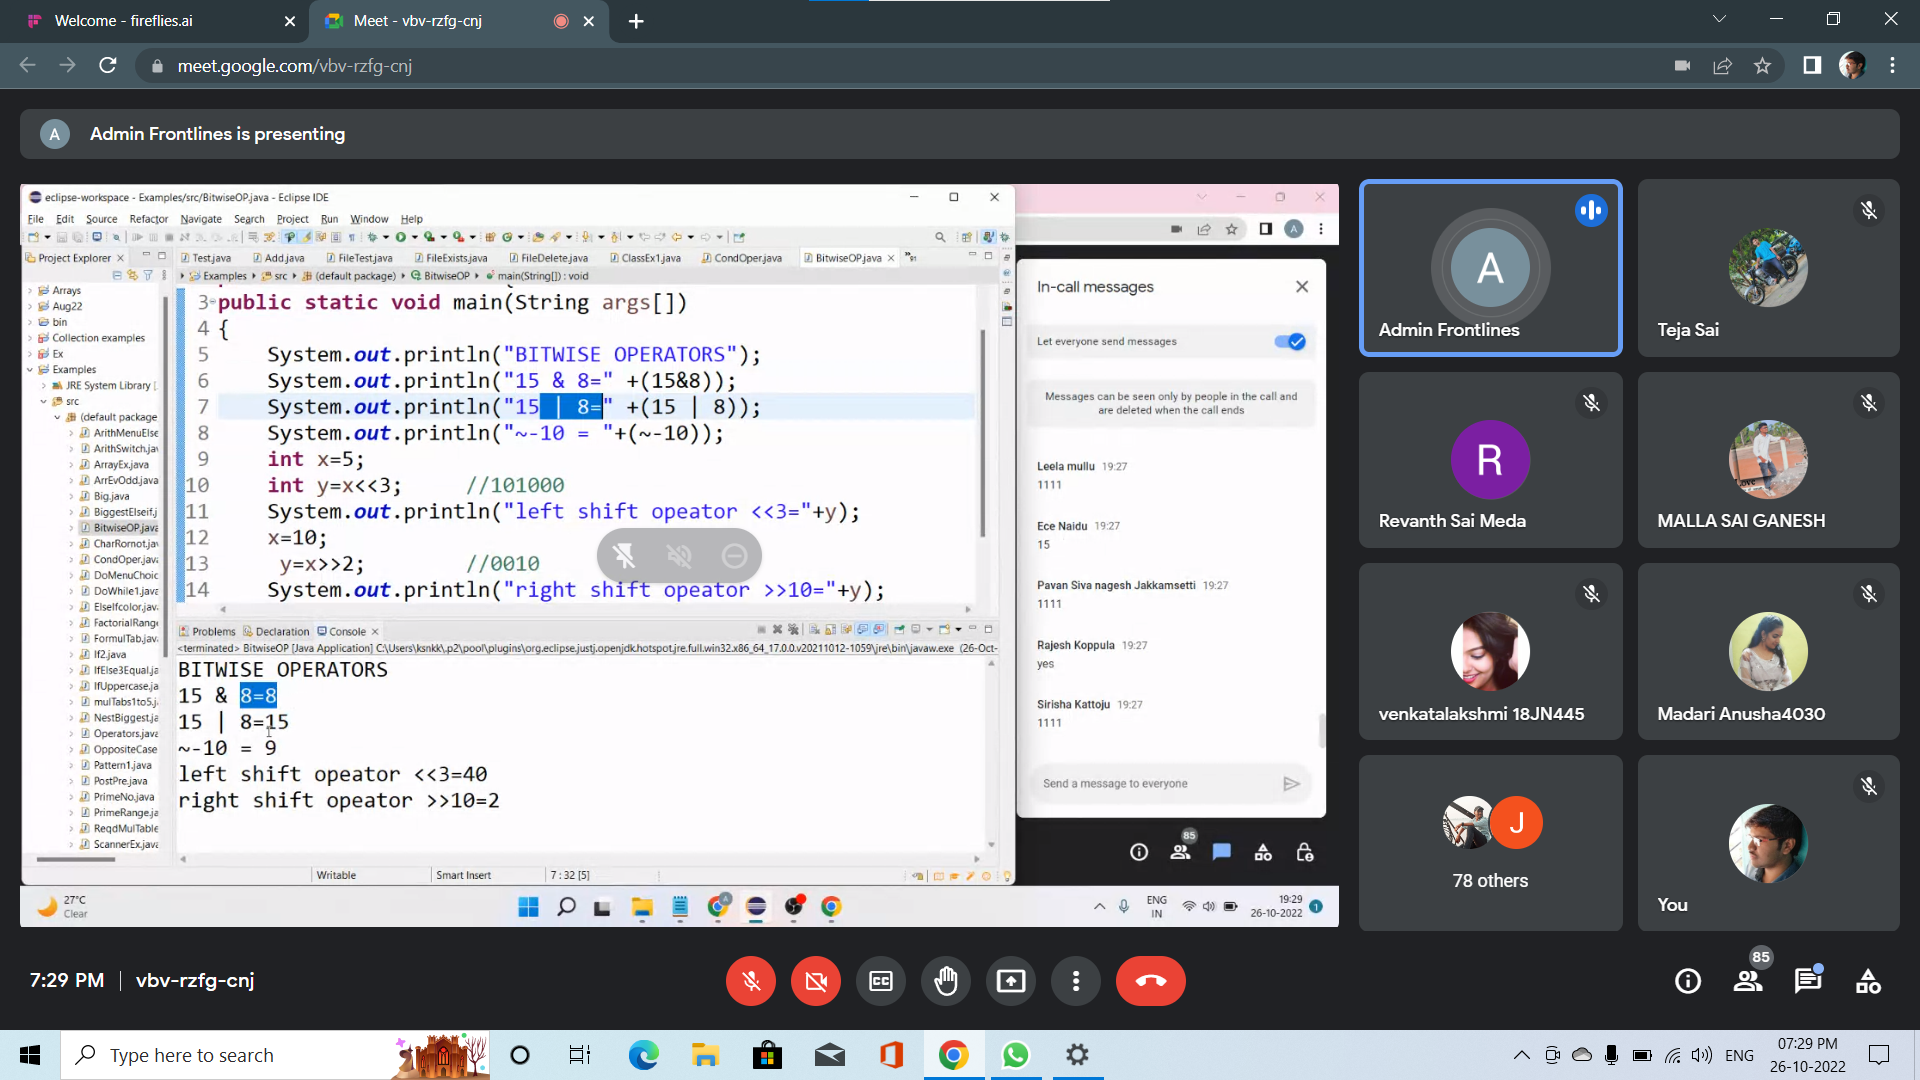 Welcome - fireflies.ai
Meet - vbv-rzfg-cnj
meet.google.com/vbv-rzfg-cnj
A
Admin Frontlines is presenting
eclipse-workspace - Examples/src/BitwiseOP.java - Eclipse IDE
File Edit Source Refactor Navigate Search Project Run Window Help
Project Explorer
Test.java Add.java FileTest.java FileExists.java FileDelete.java ClassEx1.java CondOper.java BitwiseOP.java
Examples src (default package) BitwiseOP main(String[]) : void
Arrays
Aug22
bin
Collection examples
Ex
Examples
JRE System Library [
src
(default package
ArithMenuElse
ArithSwitch.jav
ArrayEx.java
ArrEvOdd.java
Big.java
BiggestElseif.j
BitwiseOP.java
CharRornot.jav
CondOper.java
DoMenuChoic
DoWhile1.java
ElseIfcolor.jav
FactorialRange
FormulTab.jav
If2.java
IfElse3Equal.ja
IfUppercase.ja
mulTabs1to5.j
NestBiggest.ja
Operators.java
OppositeCase
Pattern1.java
PostPre.java
PrimeNo.java
PrimeRange.ja
ReqdMulTable
ScannerEx.java
3 public static void main(String args[])
4 {
5 System.out.println("BITWISE OPERATORS");
6 System.out.println("15 & 8=" +(15&8));
7 System.out.println("15 | 8=" +(15 | 8));
8 System.out.println("~-10 = "+(~-10));
9 int x=5;
10 int y=x<<3; //101000
11 System.out.println("left shift opeator <<3="+y);
12 x=10;
13 y=x>>2; //0010
14 System.out.println("right shift opeator >>10="+y);
Problems Declaration Console
<terminated> BitwiseOP [Java Application] C:\Users\ksnkk\.p2\pool\plugins\org.eclipse.justj.openjdk.hotspot.jre.full.win32.x86_64_17.0.0.v20211012-1059\jre\bin\javaw.exe (26-Oct-
BITWISE OPERATORS
15 & 8=8
15 | 8=15
~-10 = 9
left shift opeator <<3=40
right shift opeator >>10=2
Writable Smart Insert 7 : 32 [5]
A
In-call messages
Let everyone send messages
Messages can be seen only by people in the call and
are deleted when the call ends
Leela mullu 19:27
1111
Ece Naidu 19:27
15
Pavan Siva nagesh Jakkamsetti 19:27
1111
Rajesh Koppula 19:27
yes
Sirisha Kattoju 19:27
1111
Send a message to everyone
85
27°C
Clear
ENG
IN
19:29
26-10-2022
1
A
Admin Frontlines
Teja Sai
R
Revanth Sai Meda
MALLA SAI GANESH
venkatalakshmi 18JN445
Madari Anusha4030
J
78 others
You
7:29 PM | vbv-rzfg-cnj
85
Type here to search
ENG
07:29 PM
26-10-2022